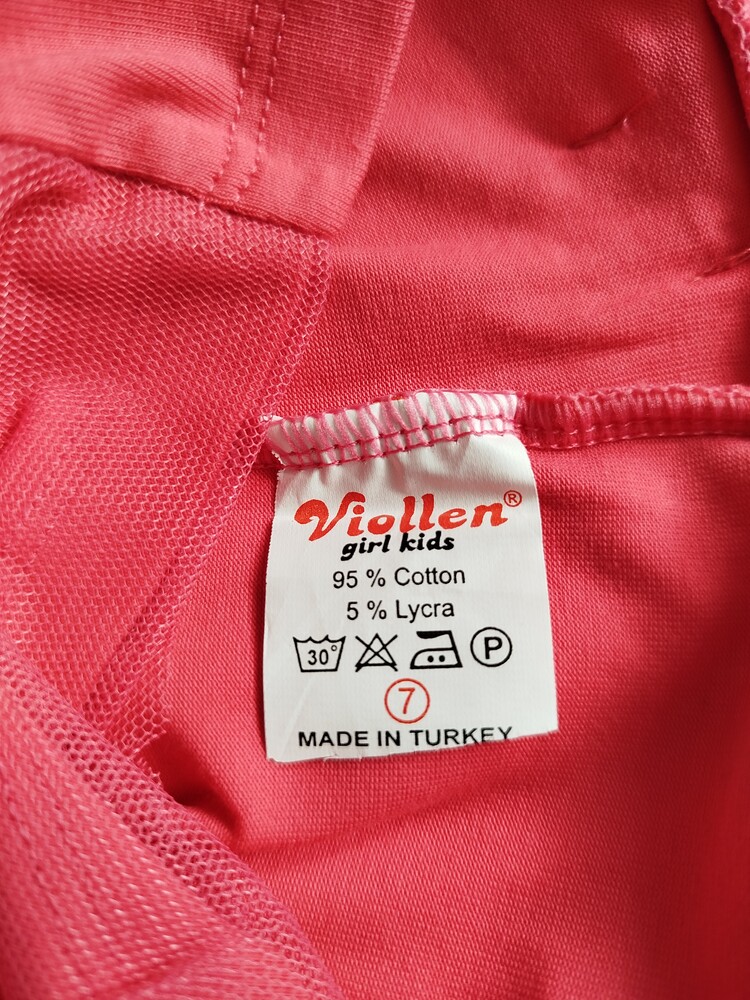 Viollen®
girl kids
95 % Cotton
5 % Lycra
30° P
7
MADE IN TURKEY